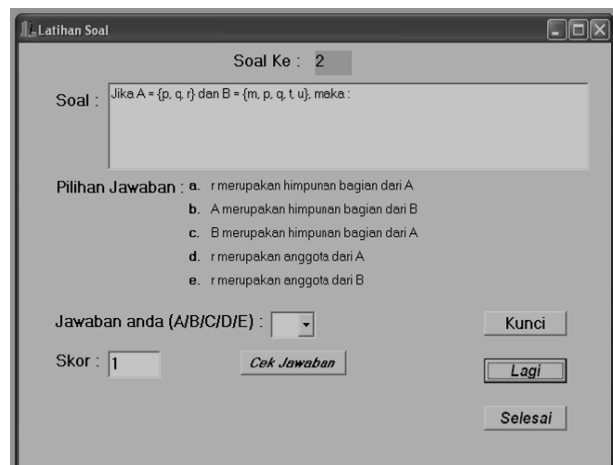 Latihan Soal
Soal Ke : 2
Soal : Jika A = {p, q, r} dan B = {m, p, q, t, u}, maka :
Pilihan Jawaban : a. r merupakan himpunan bagian dari A
b. A merupakan himpunan bagian dari B
c. B merupakan himpunan bagian dari A
d. r merupakan anggota dari A
e. r merupakan anggota dari B
Jawaban anda (A/B/C/D/E) :
Kunci
Skor : 1
Cek Jawaban
Lagi
Selesai